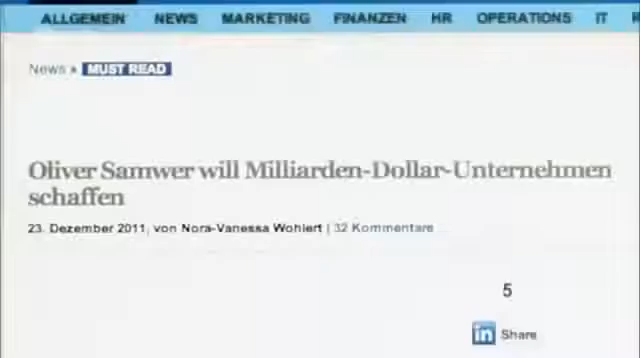 ALLGEMEIN NEWS MARKETING FINANZEN HR OPERATIONS IT
News » MUST READ
Oliver Samwer will Milliarden-Dollar-Unternehmen
schaffen
23. Dezember 2011, von Nora-Vanessa Wohlert | 32 Kommentare
5
in Share